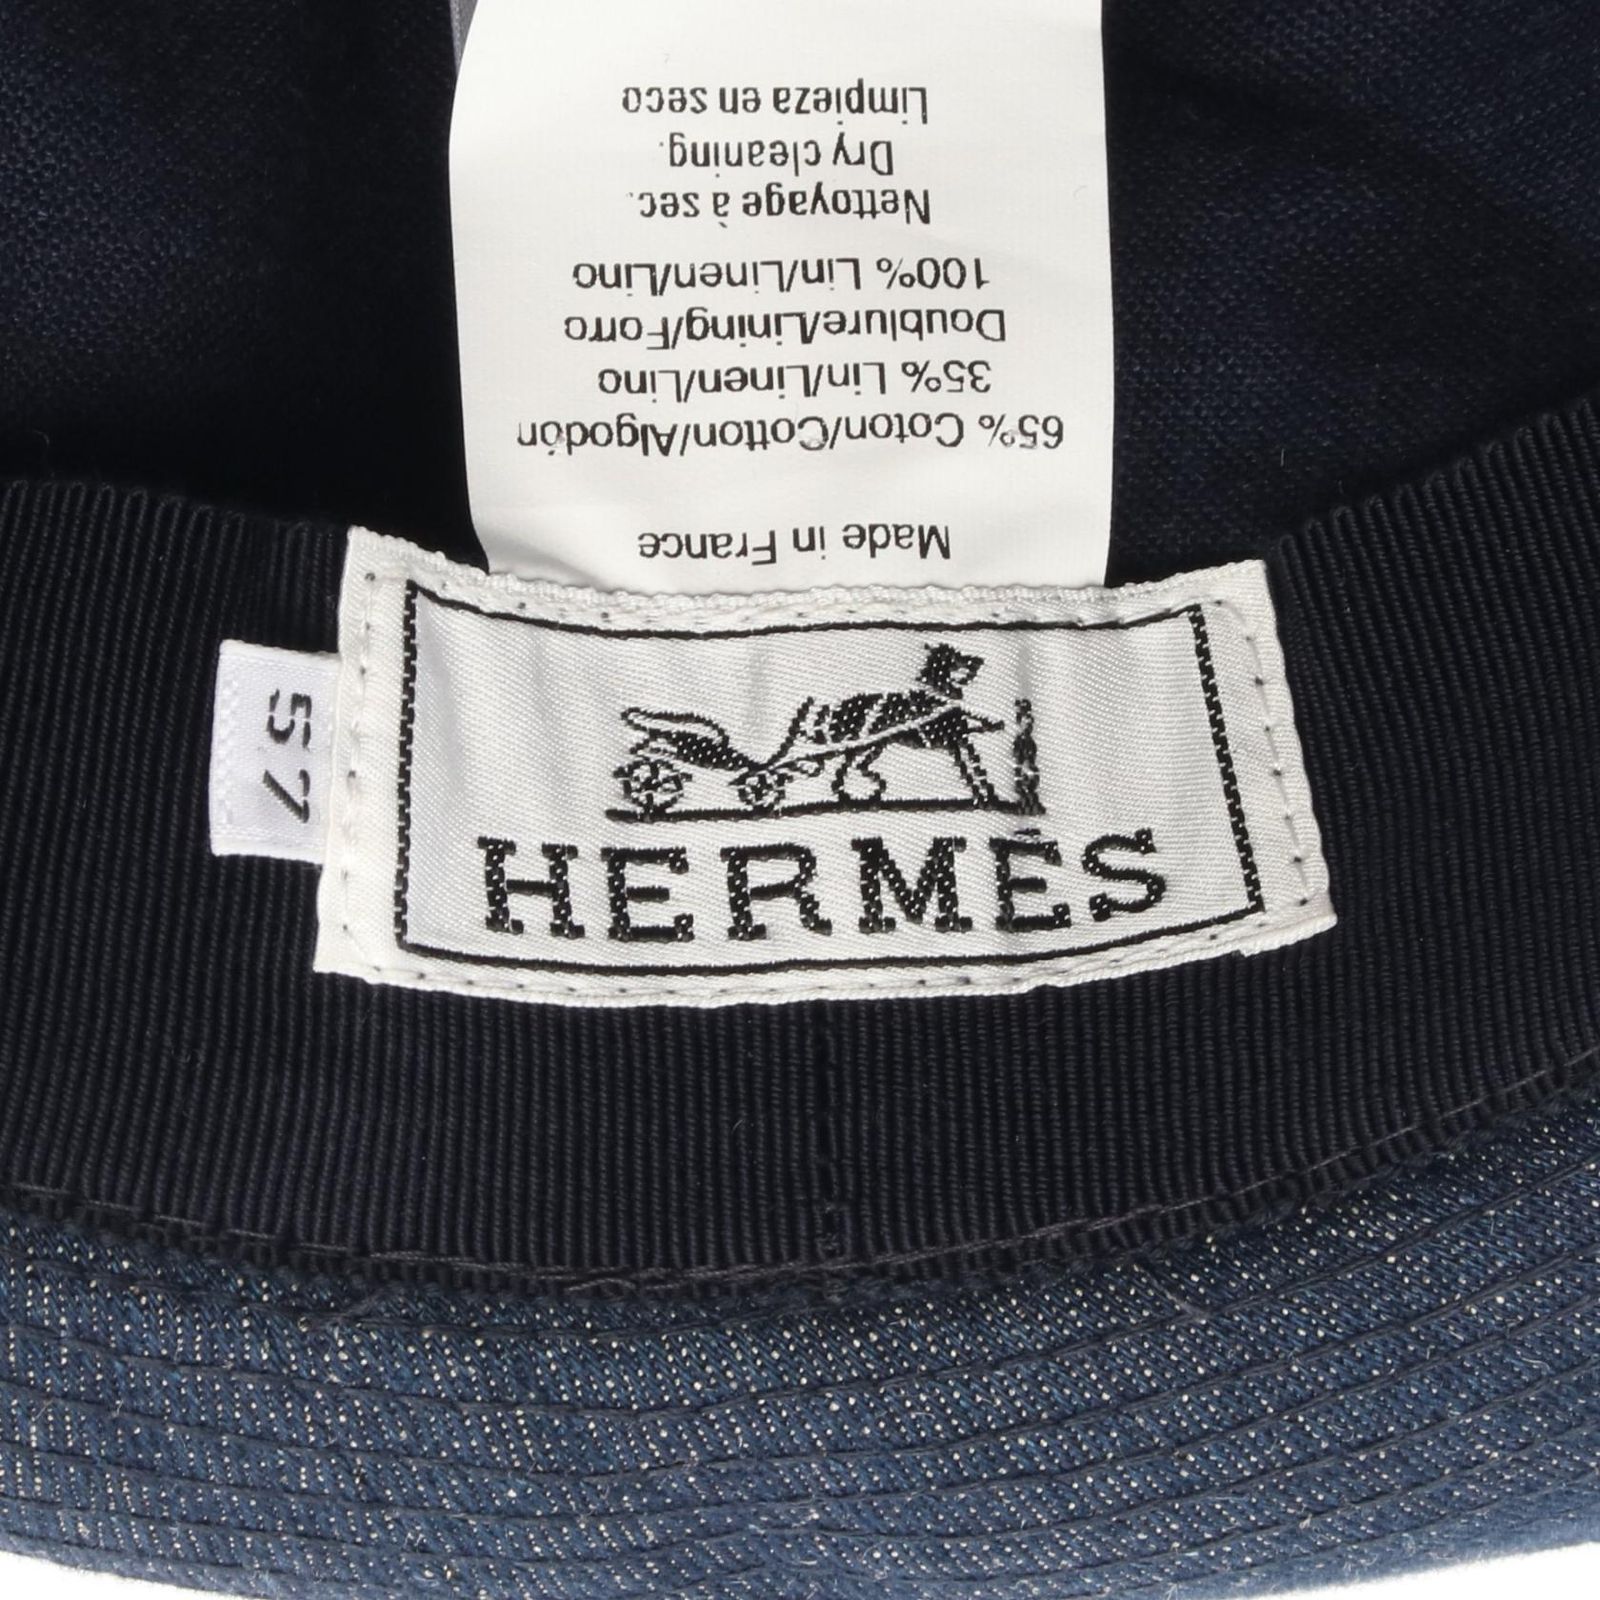 HERMÈS
57
Made in France
65% Coton/Cotton/Algodón
35% Lin/Linen/Lino
Doublure/Lining/Forro
100% Lin/Linen/Lino
Nettoyage à sec.
Dry cleaning.
Limpieza en seco